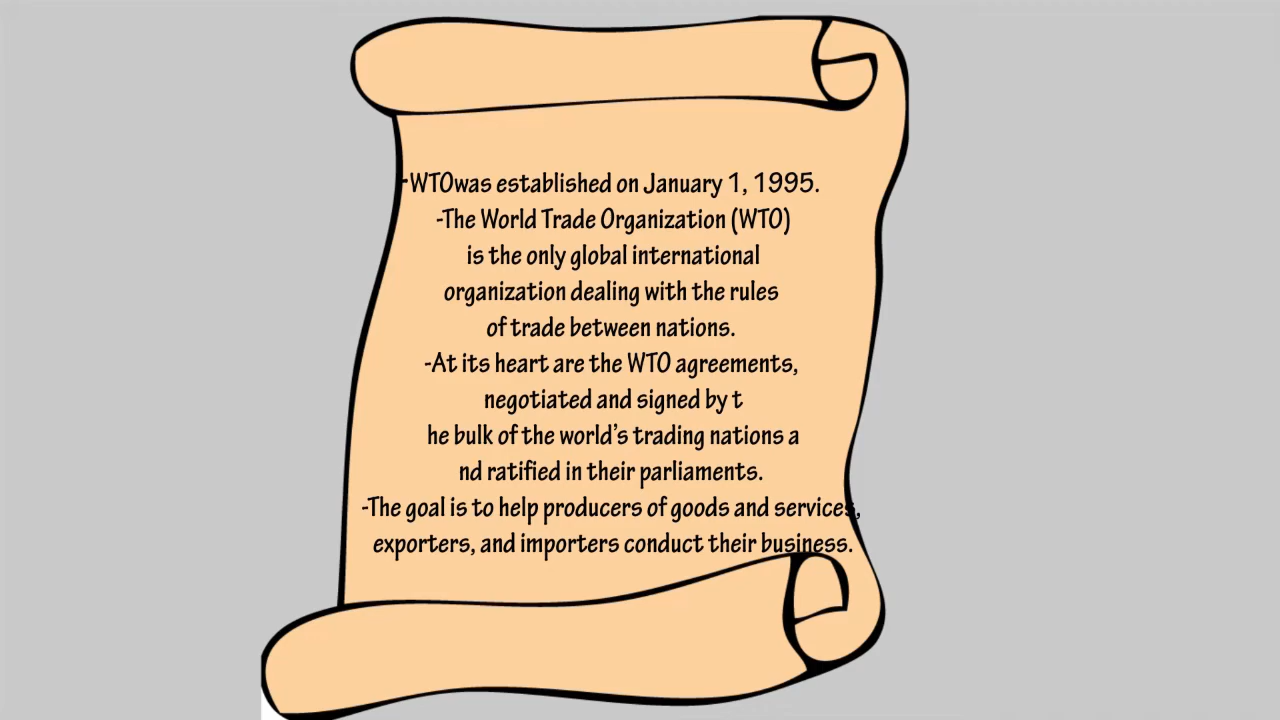 -WTOwas established on January 1, 1995.
-The World Trade Organization (WTO)
is the only global international
organization dealing with the rules
of trade between nations.
-At its heart are the WTO agreements,
negotiated and signed by t
he bulk of the world’s trading nations a
nd ratified in their parliaments.
-The goal is to help producers of goods and services,
exporters, and importers conduct their business.